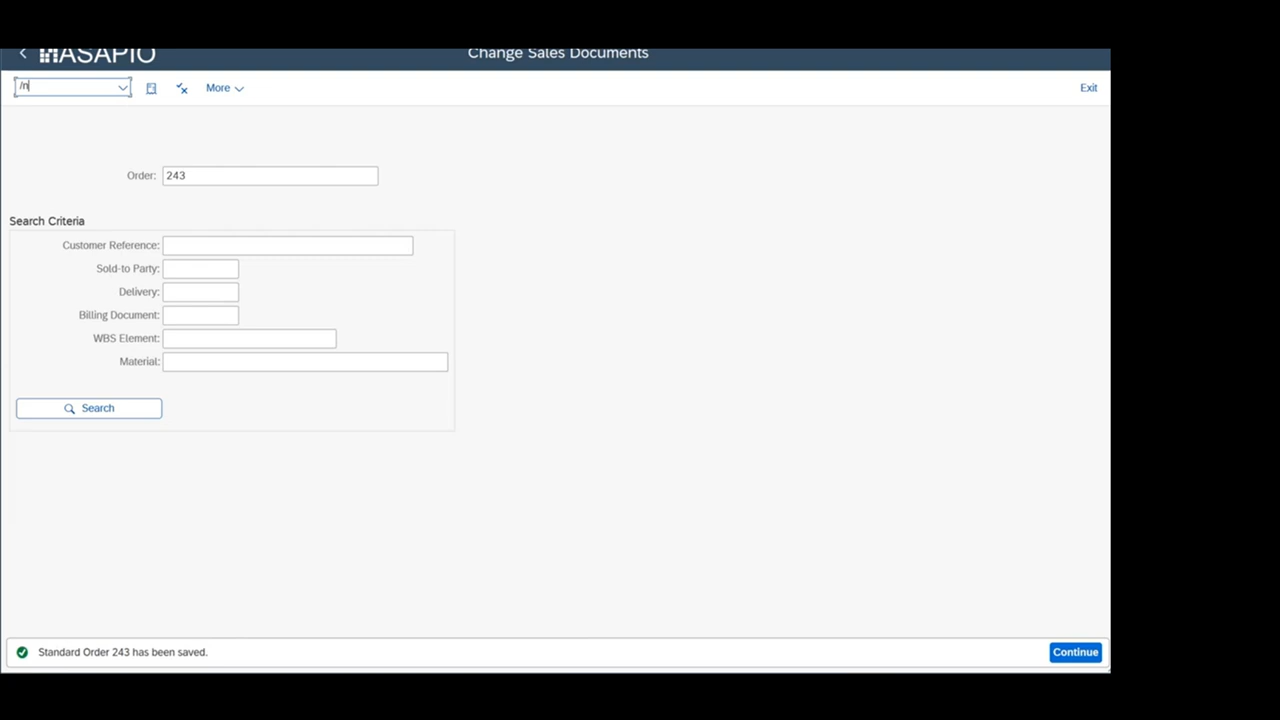 ASAPIO
Change Sales Documents
/n
More
Exit
Order: 243
Search Criteria
Customer Reference:
Sold-to Party:
Delivery:
Billing Document:
WBS Element:
Material:
Search
Standard Order 243 has been saved.
Continue